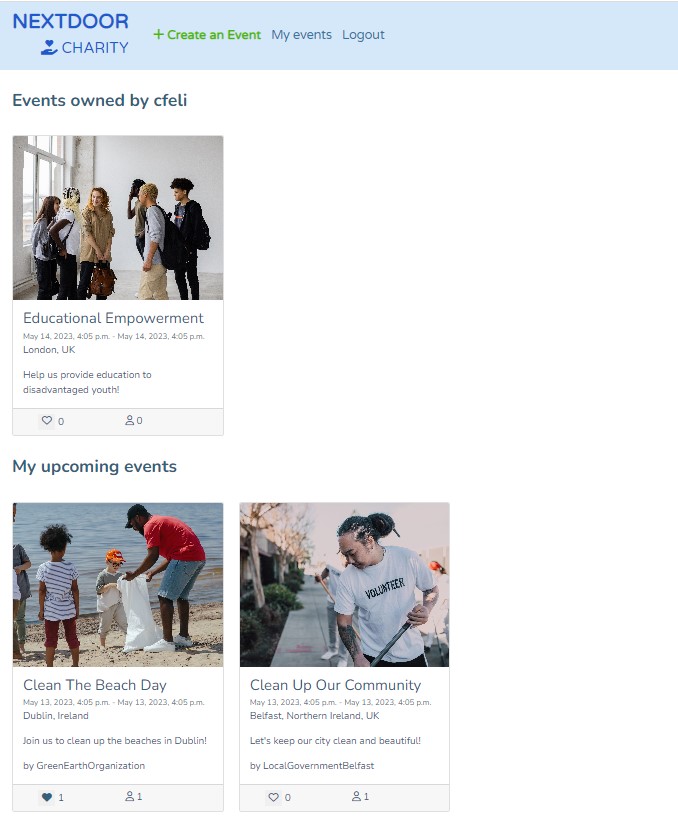 NEXTDOOR
CHARITY
+ Create an Event My events Logout
Events owned by cfeli
Educational Empowerment
May 14, 2023, 4:05 p.m. - May 14, 2023, 4:05 p.m.
London, UK
Help us provide education to
disadvantaged youth!
0 0
My upcoming events
Clean The Beach Day
May 13, 2023, 4:05 p.m. - May 13, 2023, 4:05 p.m.
Dublin, Ireland
Join us to clean up the beaches in Dublin!
by GreenEarthOrganization
1 1
VOLUNTEER
Clean Up Our Community
May 13, 2023, 4:05 p.m. - May 13, 2023, 4:05 p.m.
Belfast, Northern Ireland, UK
Let's keep our city clean and beautiful!
by LocalGovernmentBelfast
0 1